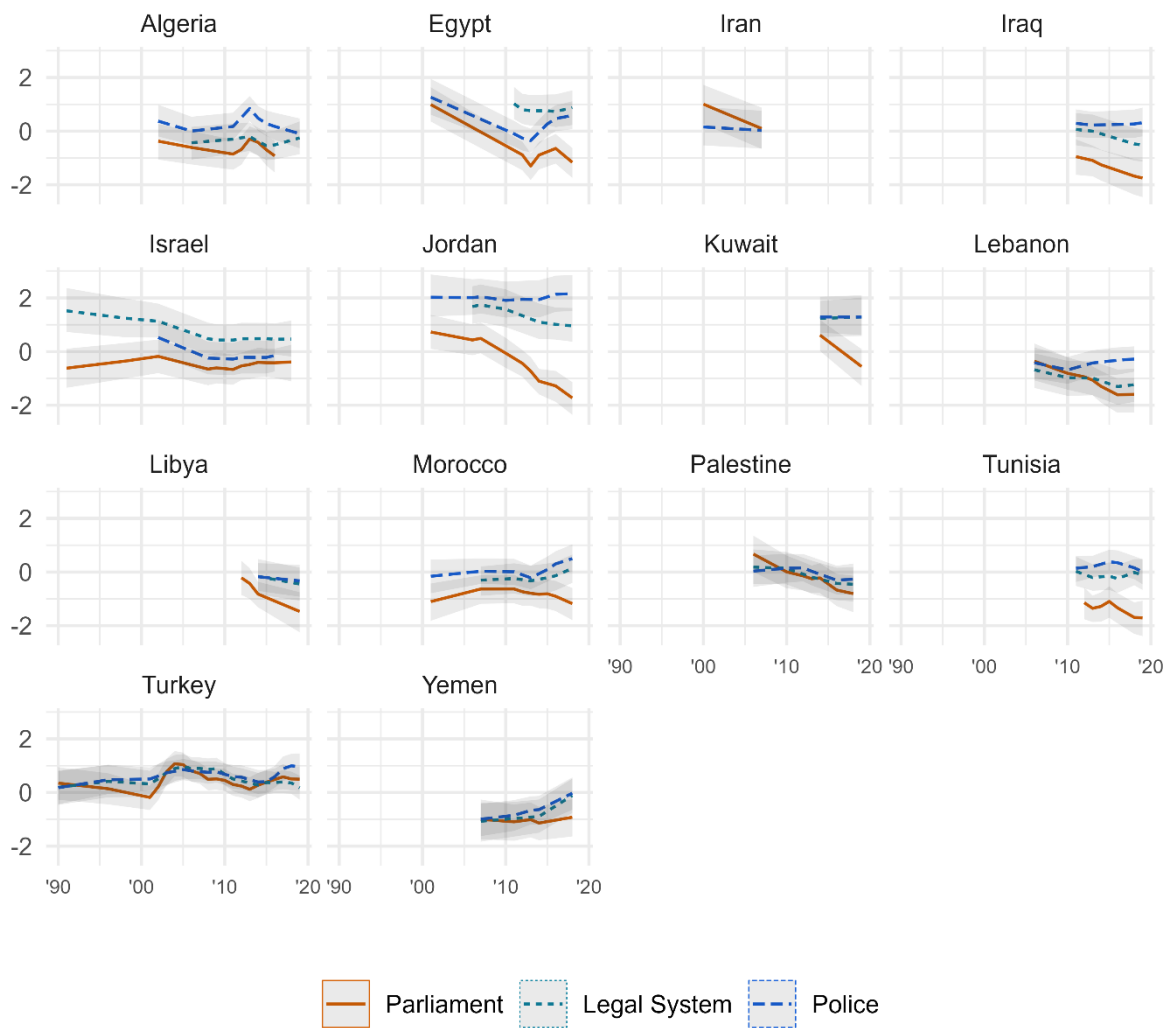 Algeria Egypt Iran Iraq
2
0
-2
Israel Jordan Kuwait Lebanon
2
0
-2
Libya Morocco Palestine Tunisia
2
0
-2
'90 '00 '10 '20 '90 '00 '10 '20
Turkey Yemen
2
0
-2
'90 '00 '10 '20 '90 '00 '10 '20
Parliament Legal System Police